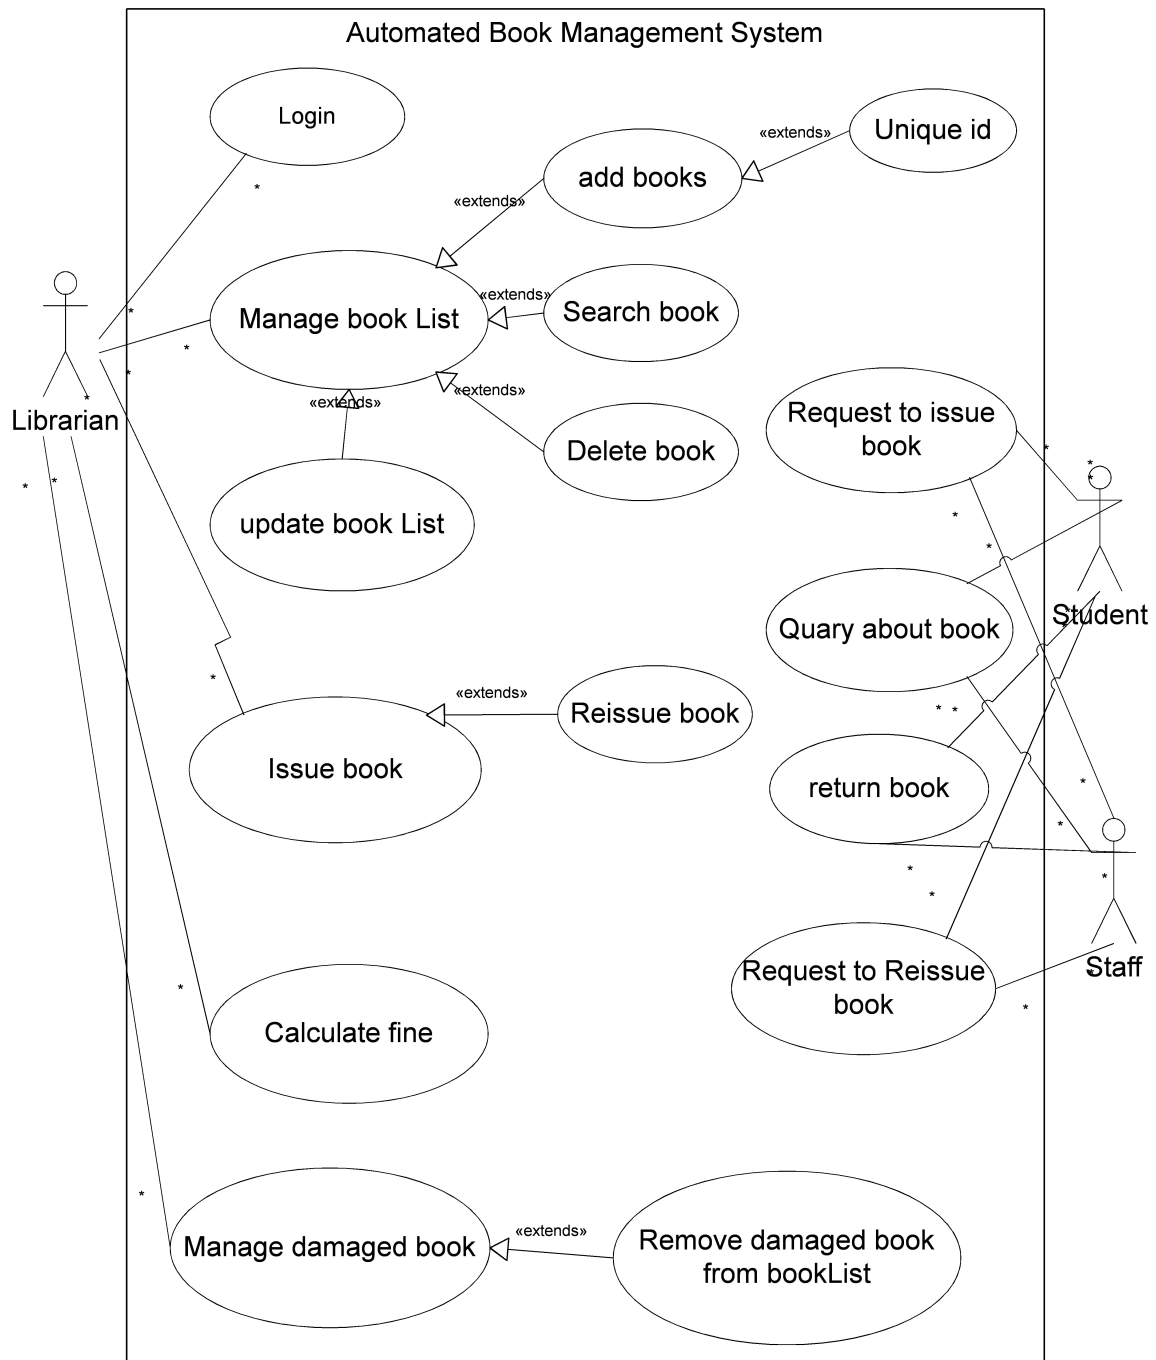 Automated Book Management System
Login
Unique id
«extends»
add books
«extends»
Manage book List
«extends»
Search book
«extends»
Delete book
«extends»
update book List
Librarian
Request to issue
book
Student
Quary about book
«extends»
Reissue book
Issue book
return book
Staff
Request to Reissue
book
Calculate fine
Manage damaged book
«extends»
Remove damaged book
from bookList